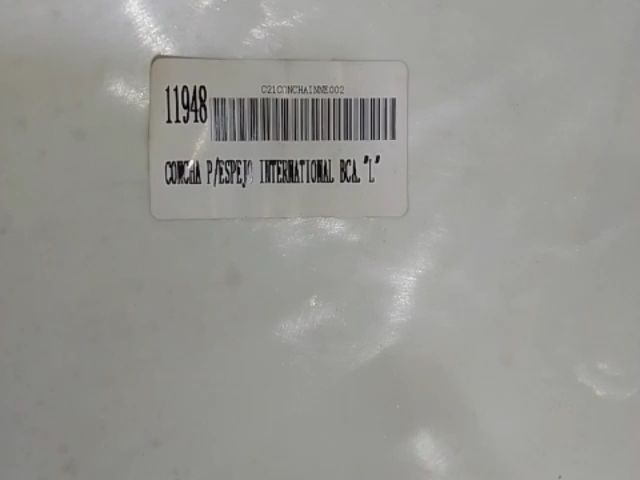 C21CONCHAINNE002
11948
CONCHA P/ESPEJO INTERNATIONAL BCA. "L"